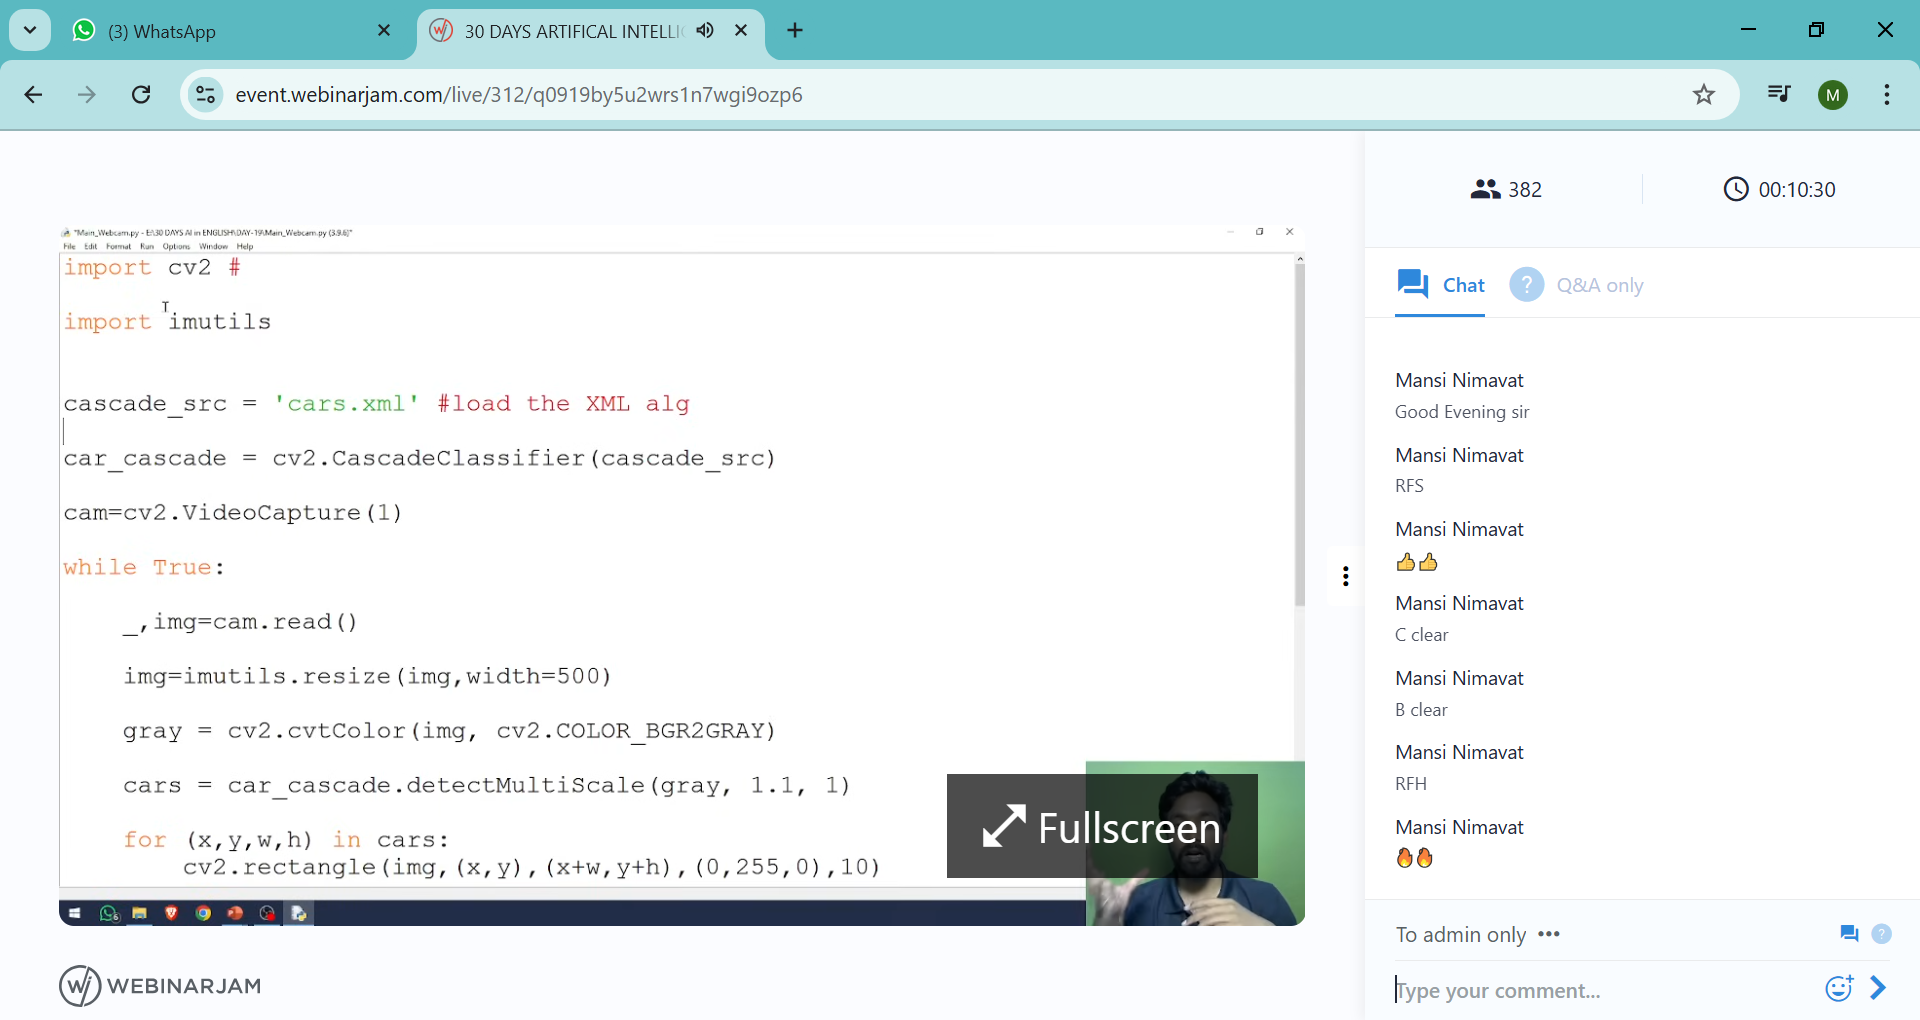 (3) WhatsApp
30 DAYS ARTIFICAL INTELLI
event.webinarjam.com/live/312/q0919by5u2wrs1n7wgi9ozp6
M
382
00:10:30
Chat
? Q&A only
*Main_Webcam.py - E:\30 DAYS AI in ENGLISH\DAY-19\Main_Webcam.py (3.9.6)*
File Edit Format Run Options Window Help
import cv2 #
import imutils
cascade_src = 'cars.xml' #load the XML alg
car_cascade = cv2.CascadeClassifier(cascade_src)
cam=cv2.VideoCapture(1)
while True:
_,img=cam.read()
img=imutils.resize(img,width=500)
gray = cv2.cvtColor(img, cv2.COLOR_BGR2GRAY)
cars = car_cascade.detectMultiScale(gray, 1.1, 1)
for (x,y,w,h) in cars:
cv2.rectangle(img,(x,y),(x+w,y+h),(0,255,0),10)
Fullscreen
WEBINARJAM
Mansi Nimavat
Good Evening sir
Mansi Nimavat
RFS
Mansi Nimavat
👍👍
Mansi Nimavat
C clear
Mansi Nimavat
B clear
Mansi Nimavat
RFH
Mansi Nimavat
🔥🔥
To admin only •••
?
Type your comment...